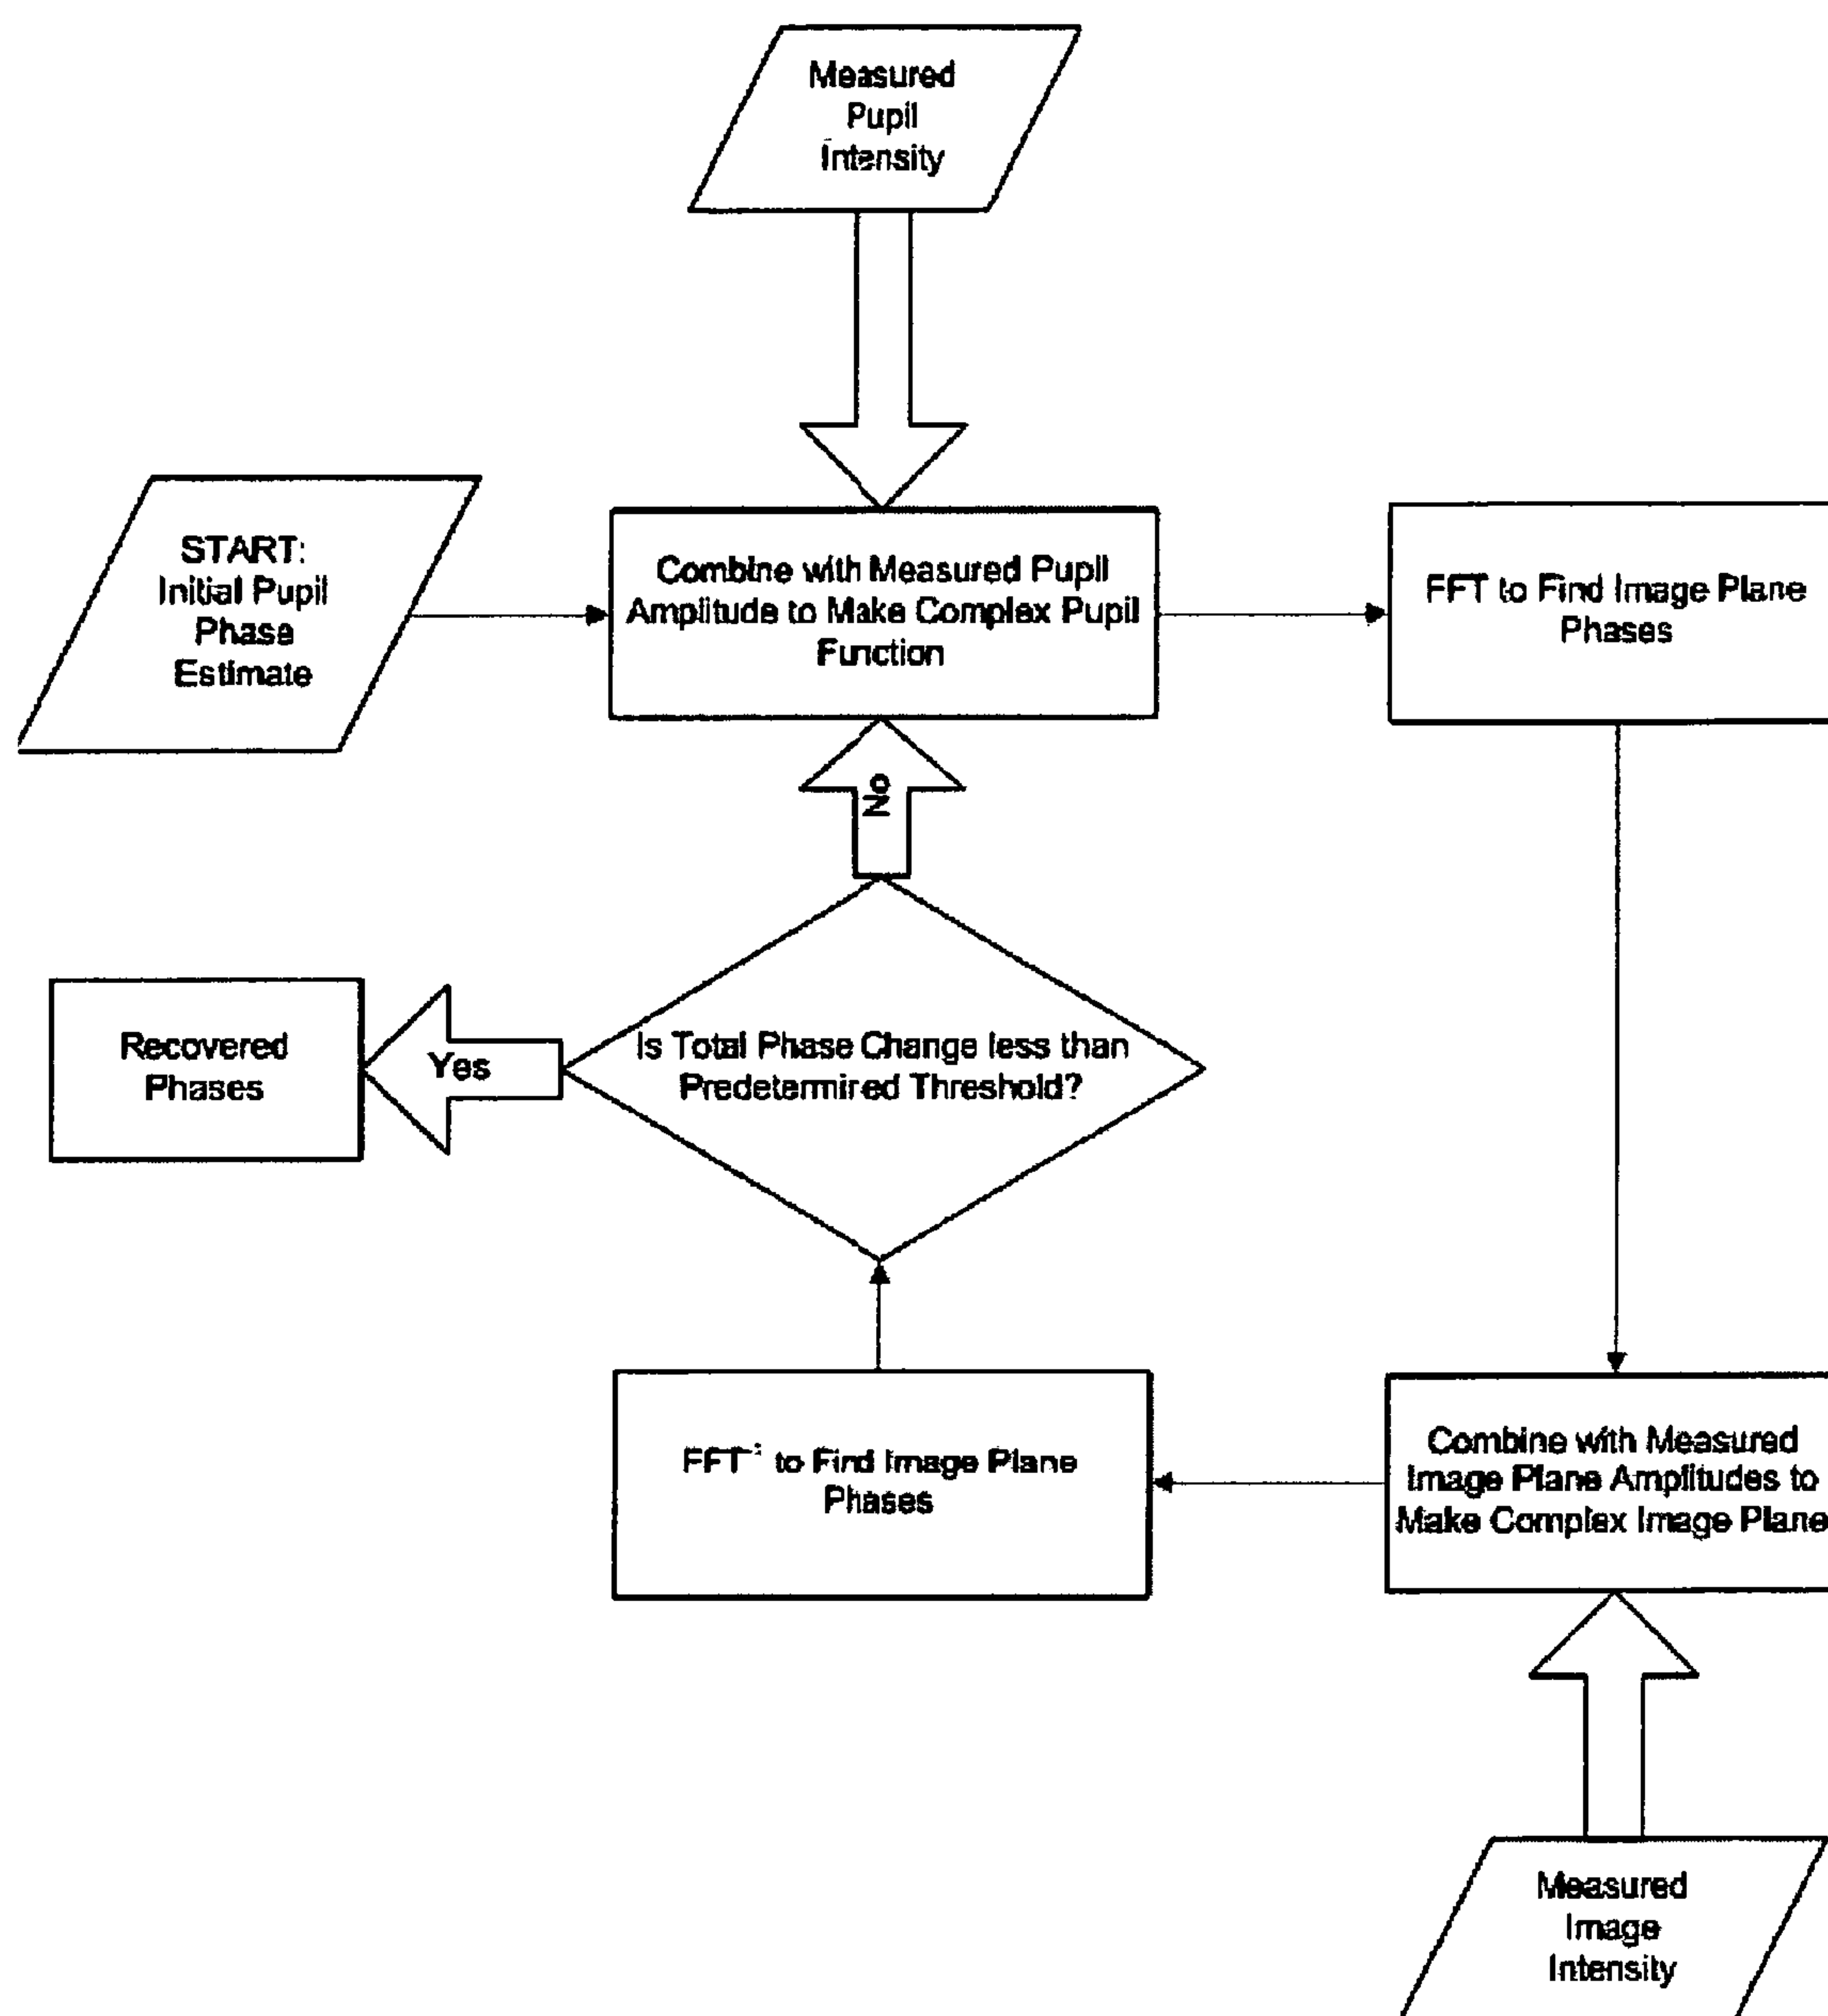 Measured
Pupil
Intensity
START:
Initial Pupil
Phase
Estimate
Combine with Measured Pupil
Amplitude to Make Complex Pupil
Function
FFT to Find Image Plane
Phases
No
Is Total Phase Change less than
Predetermined Threshold?
Yes
Recovered
Phases
FFT to Find Image Plane
Phases
Combine with Measured
Image Plane Amplitudes to
Make Complex Image Plane
Measured
Image
Intensity